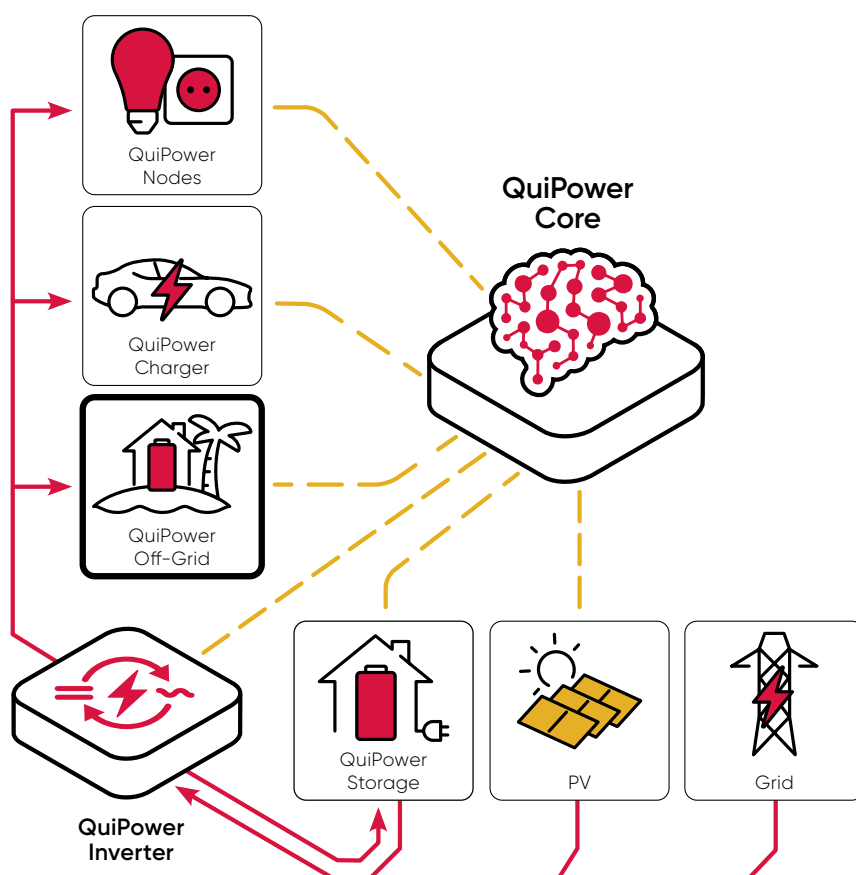 QuiPower
Nodes
QuiPower
Core
QuiPower
Charger
QuiPower
Off-Grid
QuiPower
Storage
PV
Grid
QuiPower
Inverter